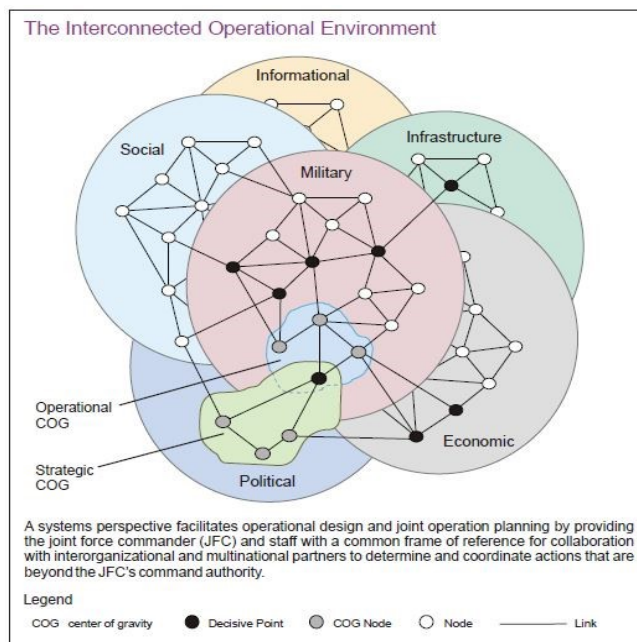 The Interconnected Operational Environment
Informational
Infrastructure
Social
Military
Operational
COG
Economic
Strategic
COG
Political
A systems perspective facilitates operational design and joint operation planning by providing
the joint force commander (JFC) and staff with a common frame of reference for collaboration
with interorganizational and multinational partners to determine and coordinate actions that are
beyond the JFC's command authority.
Legend
COG center of gravity Decisive Point COG Node Node Link